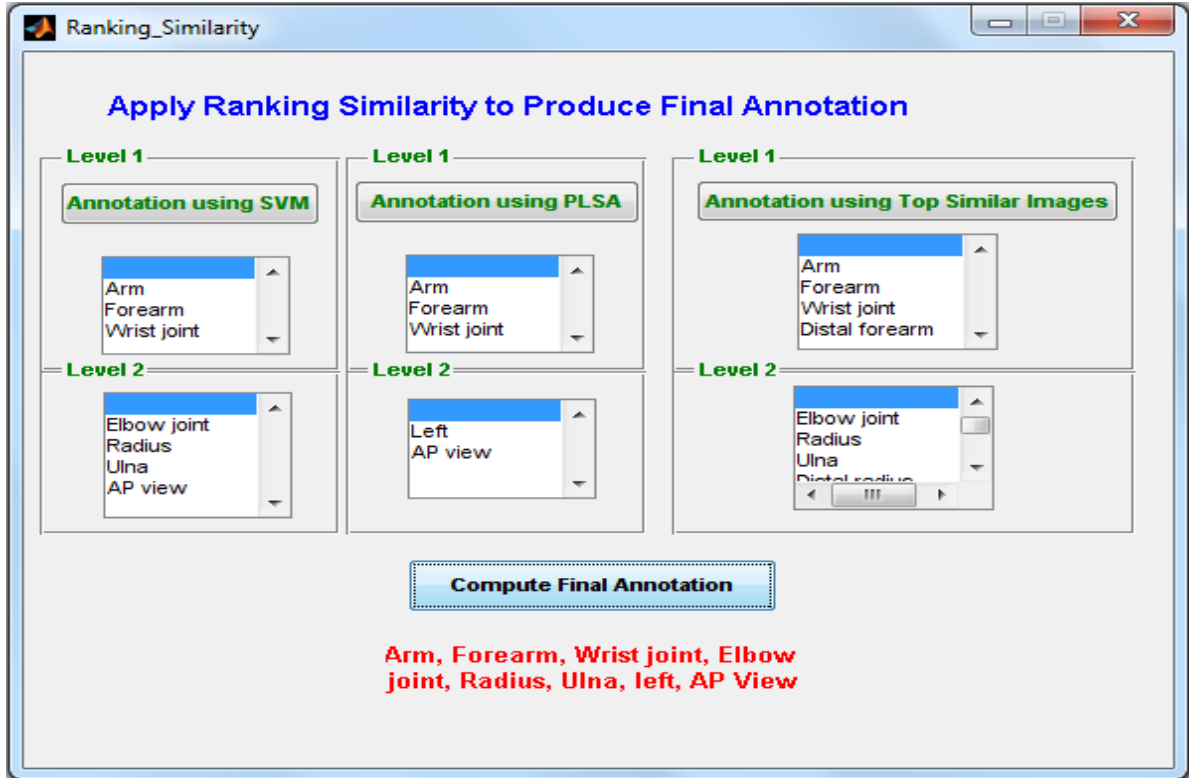 Ranking_Similarity
Apply Ranking Similarity to Produce Final Annotation
Level 1
Annotation using SVM
Arm
Forearm
Wrist joint
Level 2
Elbow joint
Radius
Ulna
AP view
Level 1
Annotation using PLSA
Arm
Forearm
Wrist joint
Level 2
Left
AP view
Level 1
Annotation using Top Similar Images
Arm
Forearm
Wrist joint
Distal forearm
Level 2
Elbow joint
Radius
Ulna
Distal radius
Compute Final Annotation
Arm, Forearm, Wrist joint, Elbow
joint, Radius, Ulna, left, AP View